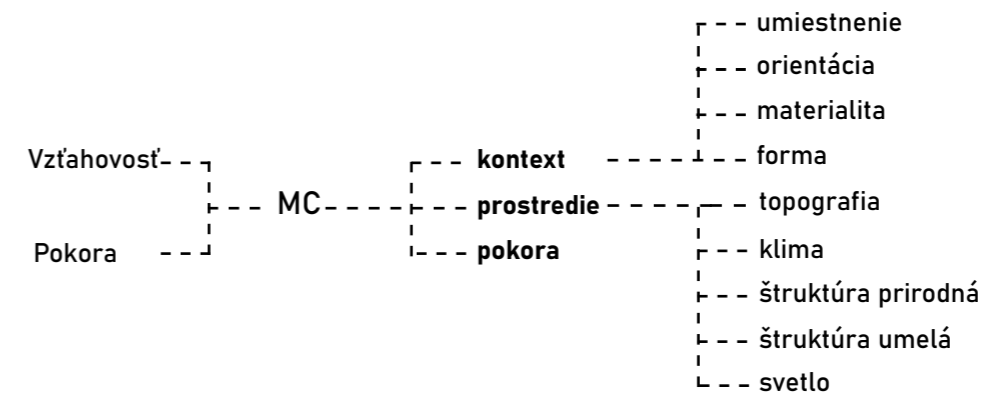 Vzťahovosť
Pokora
MC
kontext
prostredie
pokora
umiestnenie
orientácia
materialita
forma
topografia
klima
štruktúra prirodná
štruktúra umelá
svetlo